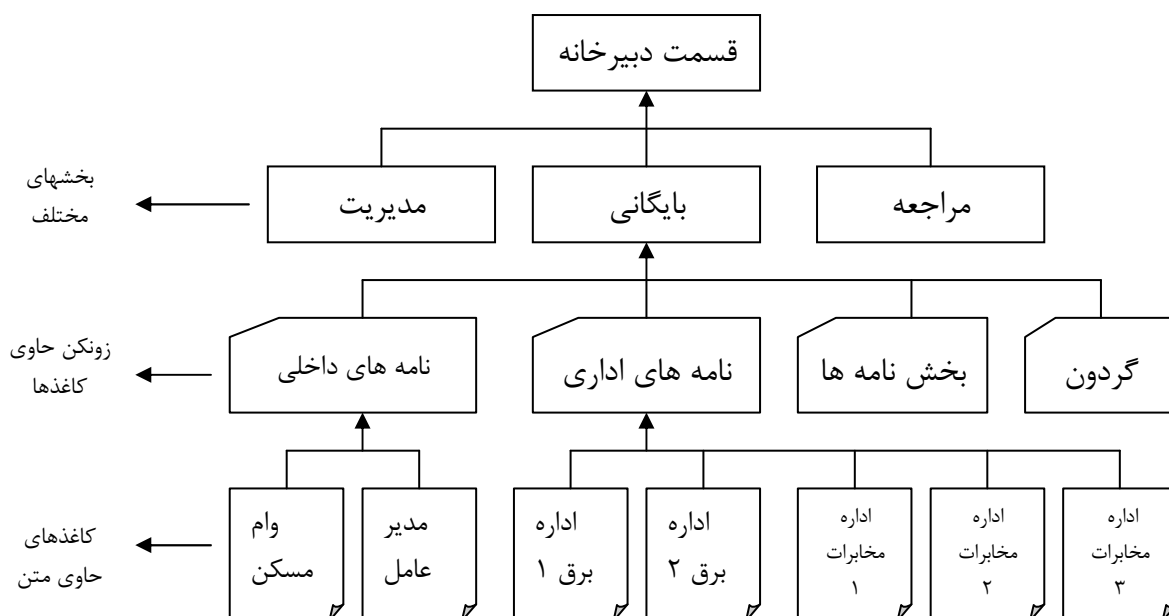 قسمت دبیرخانه
مراجعه
بایگانی
مدیریت
بخشهای
مختلف
گردون
بخش نامه ها
نامه های اداری
نامه های داخلی
زونکن حاوی
کاغذها
اداره
مخابرات
۳
اداره
مخابرات
۲
اداره
مخابرات
۱
اداره
برق ۲
اداره
برق ۱
مدیر
عامل
وام
مسکن
کاغذهای
حاوی متن